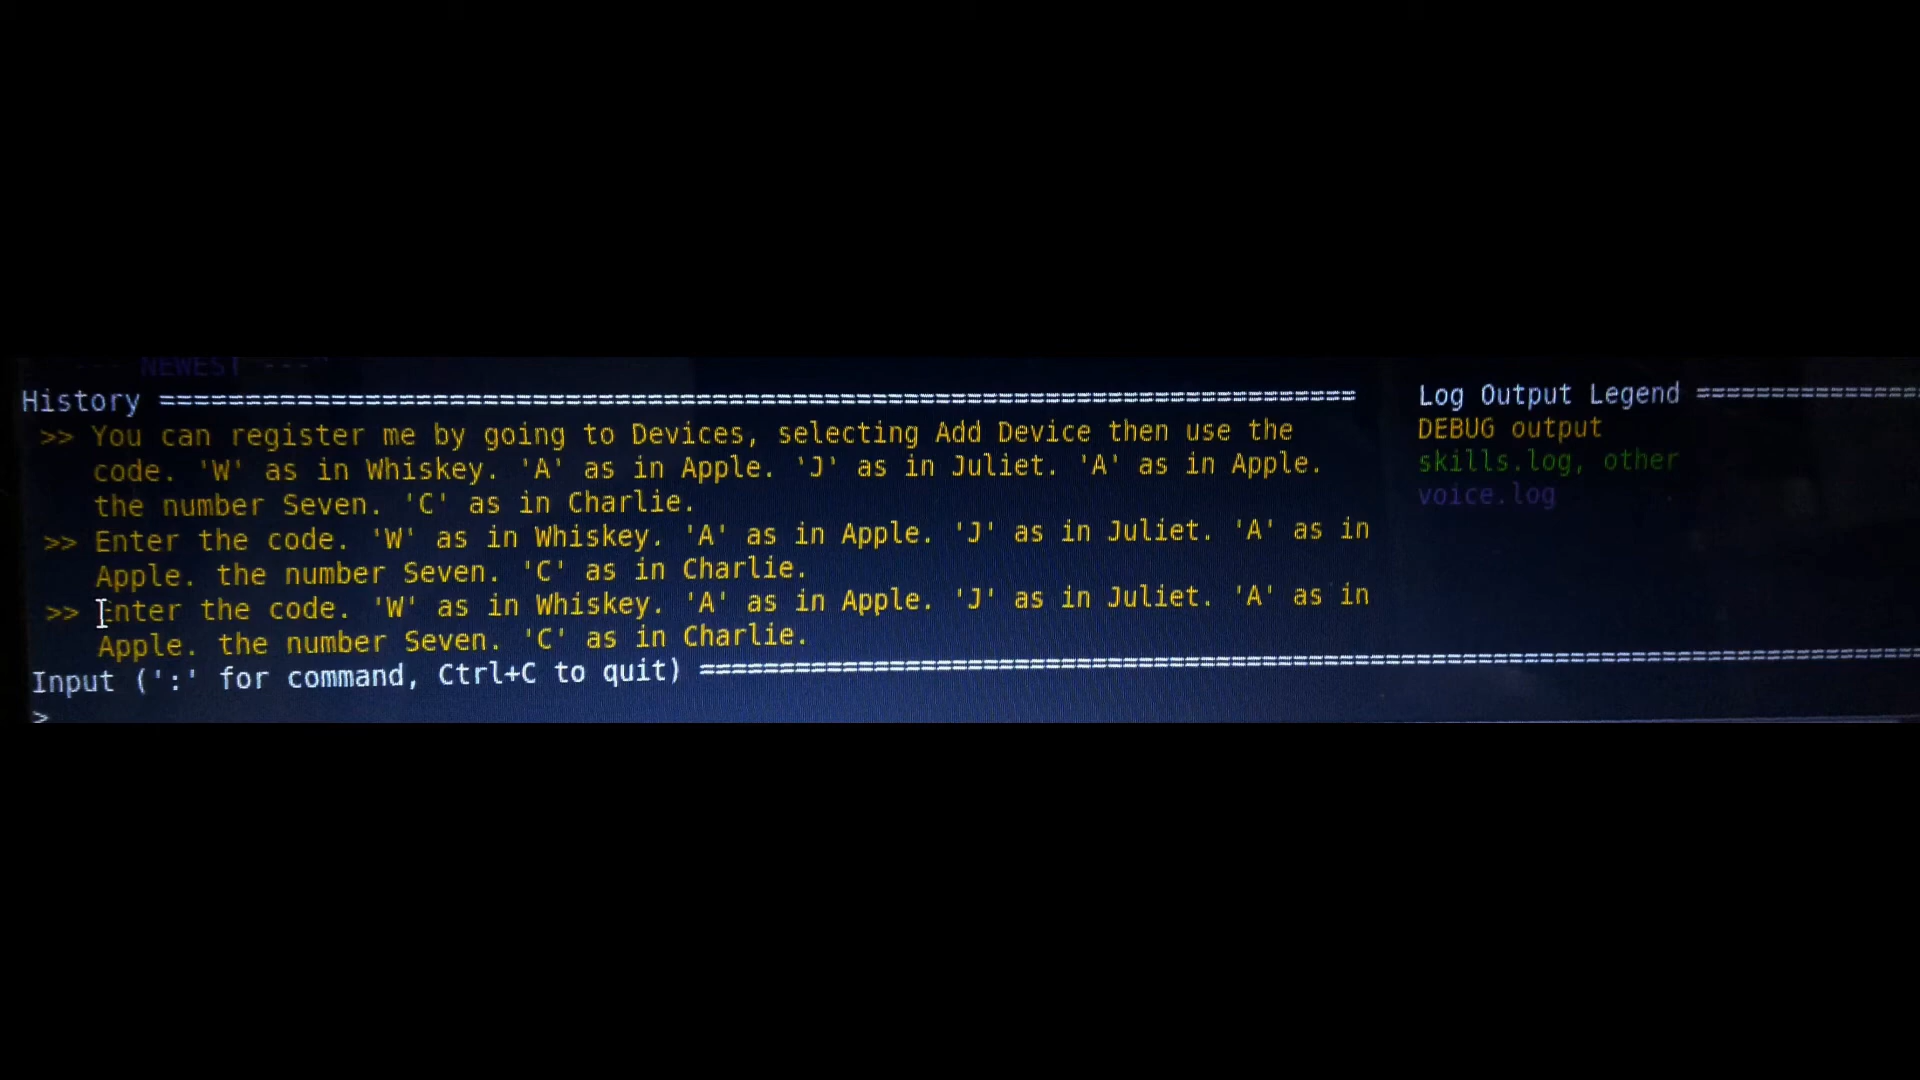 NEWEST ---
History ==============================================================================
>> You can register me by going to Devices, selecting Add Device then use the
code. 'W' as in Whiskey. 'A' as in Apple. 'J' as in Juliet. 'A' as in Apple.
the number Seven. 'C' as in Charlie.
>> Enter the code. 'W' as in Whiskey. 'A' as in Apple. 'J' as in Juliet. 'A' as in
Apple. the number Seven. 'C' as in Charlie.
>> Enter the code. 'W' as in Whiskey. 'A' as in Apple. 'J' as in Juliet. 'A' as in
Apple. the number Seven. 'C' as in Charlie.
Log Output Legend ===============
DEBUG output
skills.log, other
voice.log
Input (':' for command, Ctrl+C to quit) ==============================================================================
>